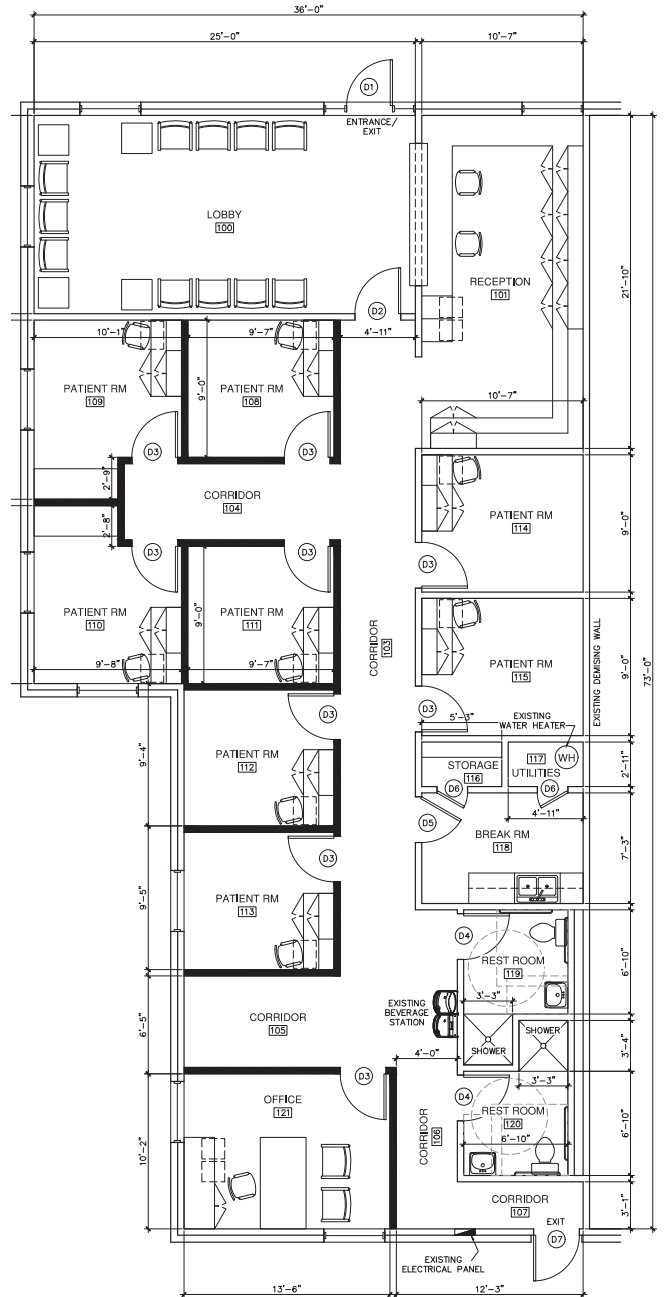 36'-0"
25'-0"
10'-7"
D1
ENTRANCE/
EXIT
LOBBY
100
RECEPTION
101
21'-10"
D2
10'-1"
9'-7"
4'-11"
10'-7"
PATIENT RM
109
9'-0"
PATIENT RM
108
D3
D3
2'-9"
CORRIDOR
104
PATIENT RM
114
9'-0"
2'-8"
D3
D3
D3
PATIENT RM
110
9'-0"
PATIENT RM
111
CORRIDOR
103
PATIENT RM
115
9'-0"
EXISTING DEMISING WALL
73'-0"
9'-8"
9'-7"
D3
D3
5'-3"
EXISTING
WATER HEATER
9'-4"
PATIENT RM
112
STORAGE
116
117
UTILITIES
WH
2'-11"
D6
D6
4'-11"
D5
BREAK RM
118
7'-3"
D3
9'-5"
PATIENT RM
113
D4
REST ROOM
119
6'-10"
3'-3"
EXISTING
BEVERAGE
STATION
6'-5"
CORRIDOR
105
SHOWER
SHOWER
3'-4"
4'-0"
D3
3'-3"
OFFICE
121
D4
REST ROOM
120
6'-10"
6'-10"
CORRIDOR
106
10'-2"
CORRIDOR
107
3'-1"
EXIT
D7
EXISTING
ELECTRICAL PANEL
13'-6"
12'-3"